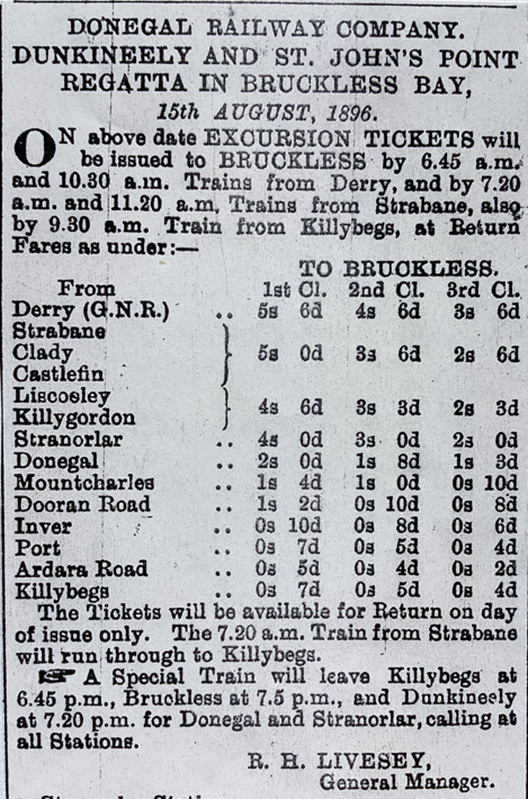 DONEGAL RAILWAY COMPANY.
DUNKINEELY AND ST. JOHN'S POINT
REGATTA IN BRUCKLESS BAY,
15th AUGUST, 1896.
ON above date EXCURSION TICKETS will
be issued to BRUCKLESS by 6.45 a.m.
and 10.30 a.m. Trains from Derry, and by 7.20
a.m. and 11.20 a.m. Trains from Strabane, also
by 9.30 a.m. Train from Killybegs, at Return
Fares as under:—
TO BRUCKLESS.
From 1st Cl. 2nd Cl. 3rd Cl.
Derry (G.N.R.) .. 5s 6d 4s 6d 3s 6d
Strabane
Clady } 5s 0d 3s 6d 2s 6d
Castlefin
Liscooley
Killygordon } 4s 6d 3s 3d 2s 3d
Stranorlar .. 4s 0d 3s 0d 2s 0d
Donegal .. 2s 0d 1s 8d 1s 3d
Mountcharles .. 1s 4d 1s 0d 0s 10d
Dooran Road .. 1s 2d 0s 10d 0s 8d
Inver .. 0s 10d 0s 8d 0s 6d
Port .. 0s 7d 0s 5d 0s 4d
Ardara Road .. 0s 5d 0s 4d 0s 2d
Killybegs .. 0s 7d 0s 5d 0s 4d
The Tickets will be available for Return on day
of issue only. The 7.20 a.m. Train from Strabane
will run through to Killybegs.
☛ A Special Train will leave Killybegs at
6.45 p.m., Bruckless at 7.5 p.m., and Dunkineely
at 7.20 p.m. for Donegal and Stranorlar, calling at
all Stations.
R. H. LIVESEY,
General Manager.